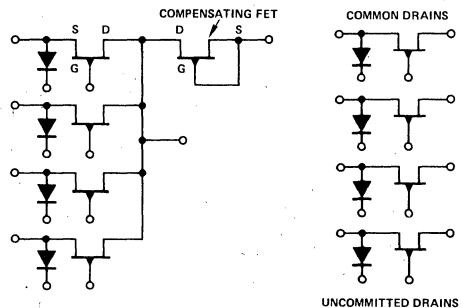 COMPENSATING FET
S D D S
G G
COMMON DRAINS
UNCOMMITTED DRAINS